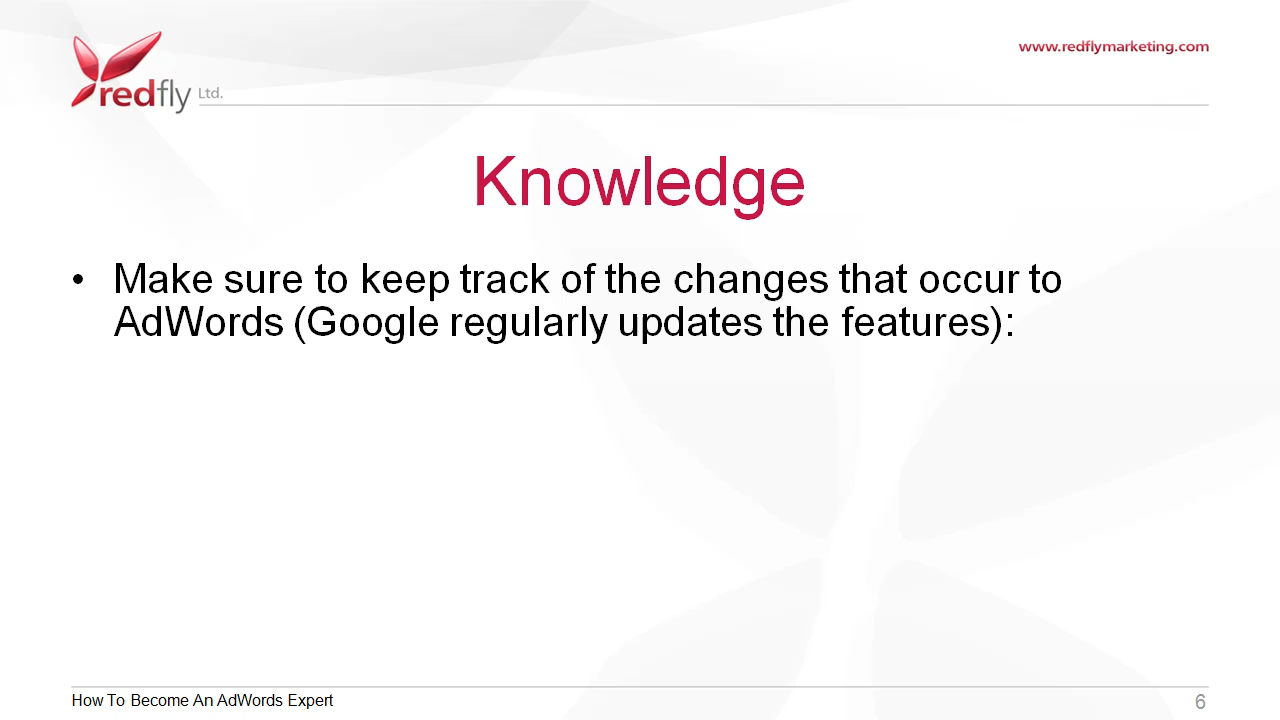 redfly Ltd.
www.redflymarketing.com
Knowledge
• Make sure to keep track of the changes that occur to
AdWords (Google regularly updates the features):
How To Become An AdWords Expert
6